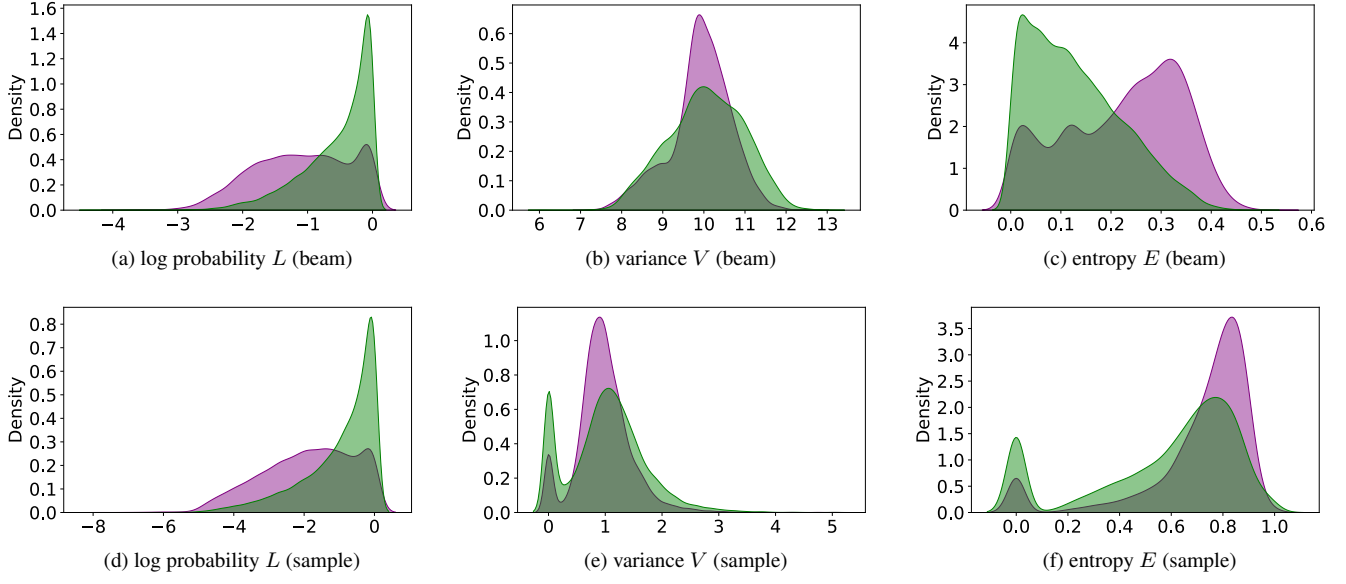 1.6
1.4
1.2
1.0
0.8
0.6
0.4
0.2
0.0
Density
−4 −3 −2 −1 0
(a) log probability L (beam)
0.6
0.5
0.4
0.3
0.2
0.1
0.0
Density
6 7 8 9 10 11 12 13
(b) variance V (beam)
4
3
2
1
0
Density
0.0 0.1 0.2 0.3 0.4 0.5 0.6
(c) entropy E (beam)
0.8
0.7
0.6
0.5
0.4
0.3
0.2
0.1
0.0
Density
−8 −6 −4 −2 0
(d) log probability L (sample)
1.0
0.8
0.6
0.4
0.2
0.0
Density
0 1 2 3 4 5
(e) variance V (sample)
3.5
3.0
2.5
2.0
1.5
1.0
0.5
0.0
Density
0.0 0.2 0.4 0.6 0.8 1.0
(f) entropy E (sample)